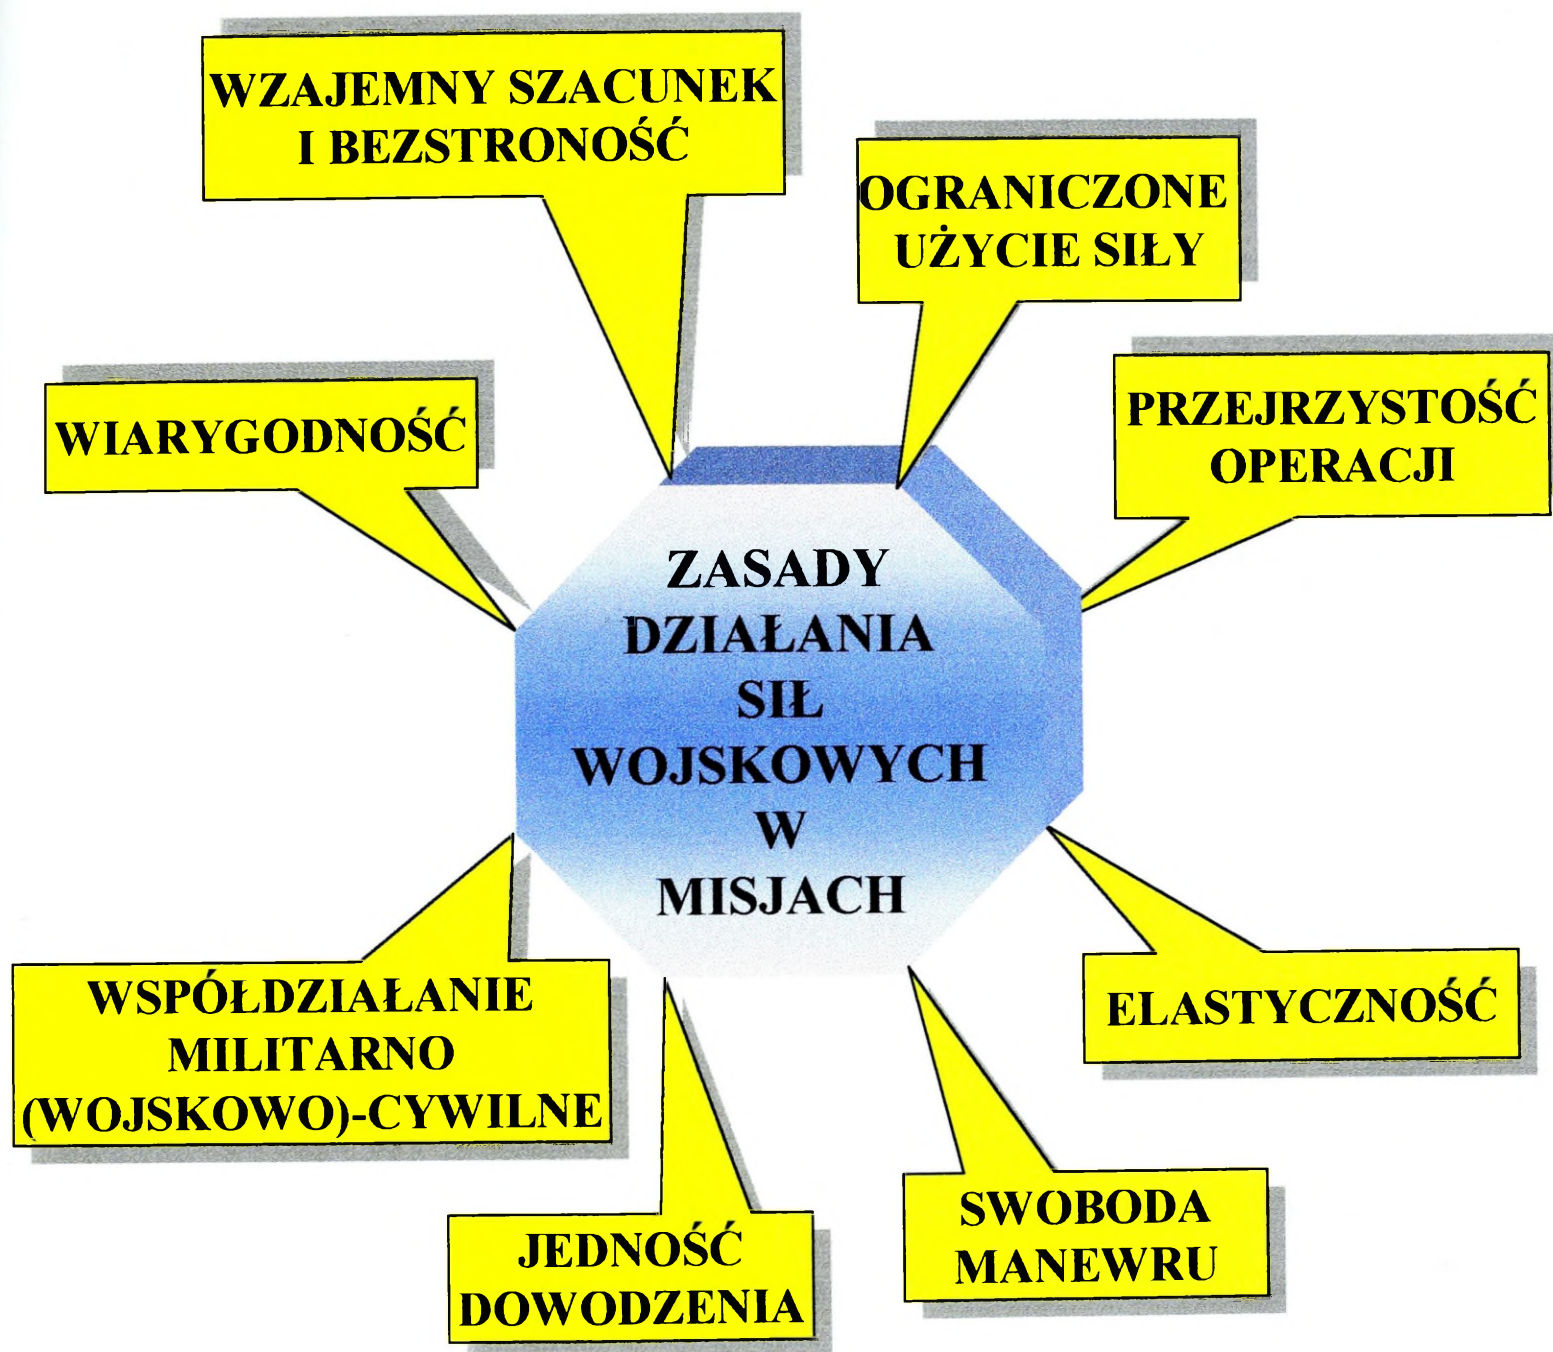 WZAJEMNY SZACUNEK
I BEZSTRONOŚĆ
OGRANICZONE
UŻYCIE SIŁY
WIARYGODNOŚĆ
PRZEJRZYSTOŚĆ
OPERACJI
ZASADY
DZIAŁANIA
SIŁ
WOJSKOWYCH
W
MISJACH
WSPÓŁDZIAŁANIE
MILITARNO
(WOJSKOWO)-CYWILNE
ELASTYCZNOŚĆ
JEDNOŚĆ
DOWODZENIA
SWOBODA
MANEWRU